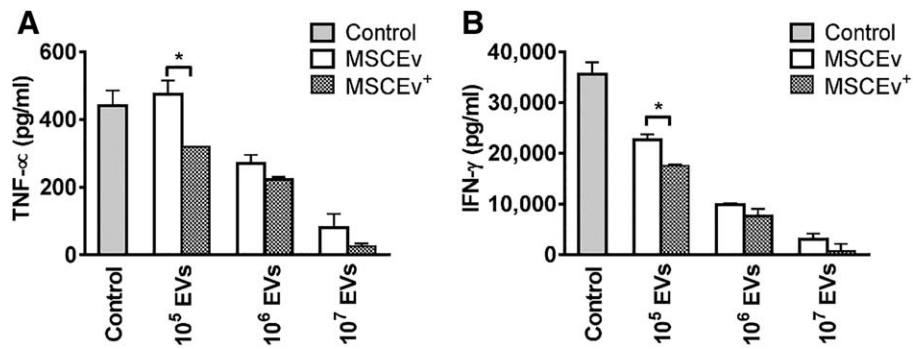 A
Control
MSCEv
MSCEv⁺
*
TNF-∝ (pg/ml)
600
400
200
0
Control
10⁵ EVs
10⁶ EVs
10⁷ EVs
B
Control
MSCEv
MSCEv⁺
*
IFN-γ (pg/ml)
40,000
30,000
20,000
10,000
0
Control
10⁵ EVs
10⁶ EVs
10⁷ EVs